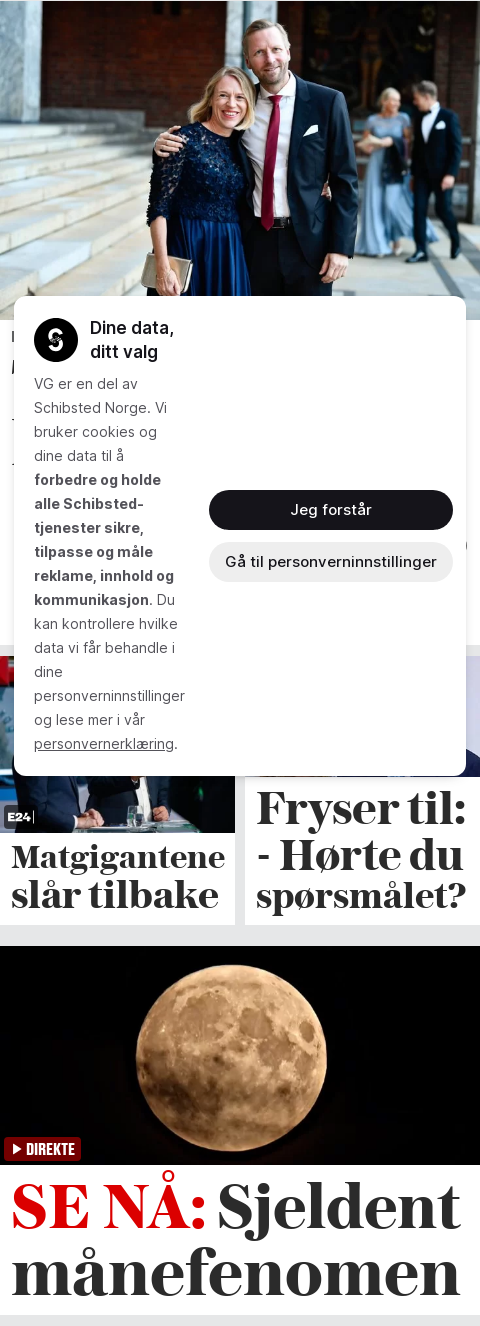 Dine data,
ditt valg
VG er en del av
Schibsted Norge. Vi
bruker cookies og
dine data til å
forbedre og holde
alle Schibsted-
tjenester sikre,
tilpasse og måle
reklame, innhold og
kommunikasjon. Du
kan kontrollere hvilke
data vi får behandle i
dine
personverninnstillinger
og lese mer i vår
personvernerklæring.
Jeg forstår
Gå til personverninnstillinger
E24
Matgigantene
slår tilbake
Fryser til:
- Hørte du
spørsmålet?
DIREKTE
SE NÅ: Sjeldent
månefenomen